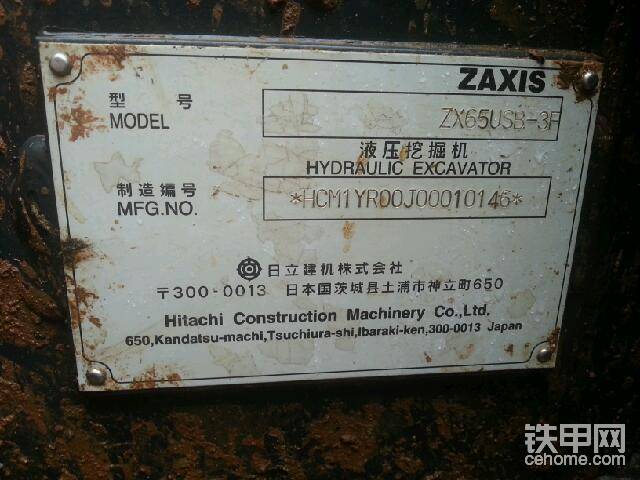 ZAXIS
型 号
MODEL
ZX65USB-3F
液压挖掘机
HYDRAULIC EXCAVATOR
制造编号
MFG.NO.
*HCM1YR00J00010146*
日立建机株式会社
〒300-0013 日本国茨城县土浦市神立町650
Hitachi Construction Machinery Co.,Ltd.
650,Kandatsu-machi,Tsuchiura-shi,Ibaraki-ken,300-0013 Japan
铁甲网
cehome.com